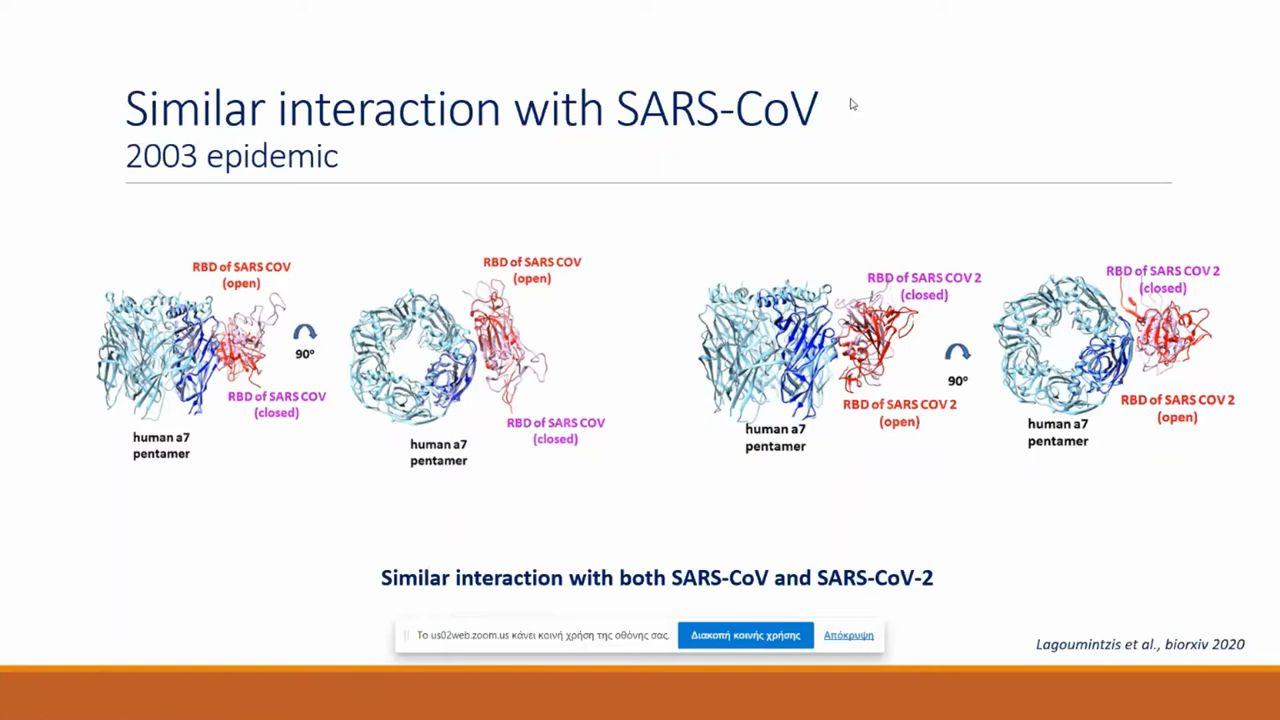 Similar interaction with SARS-CoV
2003 epidemic
RBD of SARS COV
(open)
90º
RBD of SARS COV
(closed)
human a7
pentamer
RBD of SARS COV
(open)
RBD of SARS COV
(closed)
human a7
pentamer
RBD of SARS COV 2
(closed)
90º
RBD of SARS COV 2
(open)
human a7
pentamer
RBD of SARS COV 2
(closed)
RBD of SARS COV 2
(open)
human a7
pentamer
Similar interaction with both SARS-CoV and SARS-CoV-2
Το us02web.zoom.us κάνει κοινή χρήση της οθόνης σας.
Διακοπή κοινής χρήσης
Απόκρυψη
Lagoumintzis et al., biorxiv 2020